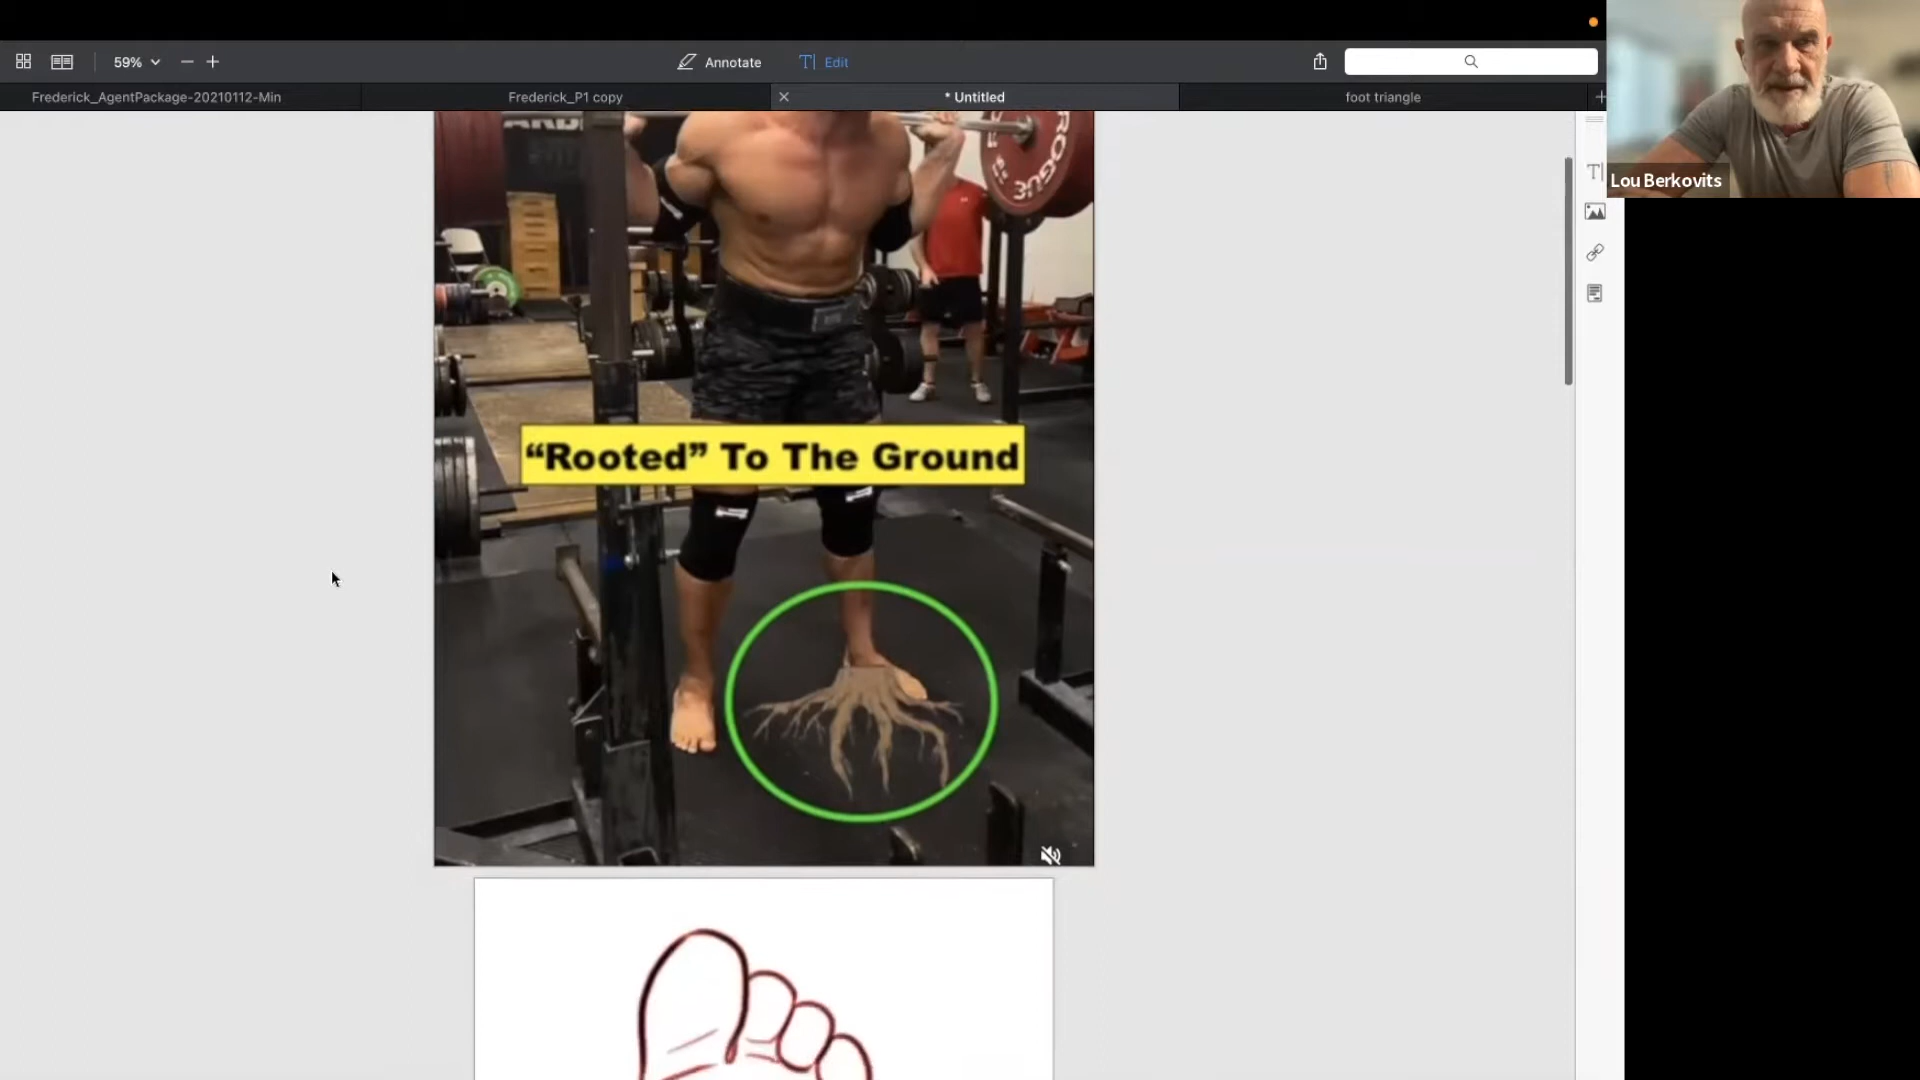 59%
Annotate
Edit
Frederick_AgentPackage-20210112-Min
Frederick_P1 copy
* Untitled
foot triangle
Lou Berkovits
ROGUE
"Rooted" To The Ground